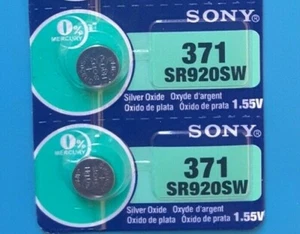 SONY
0%
MERCURY
371
SR920SW
Silver Oxide Oxyde d'argent
Óxido de plata Óxido de prata 1.55V
SONY
0%
MERCURY
371
SR920SW
Silver Oxide Oxyde d'argent
Óxido de plata Óxido de prata 1.55V